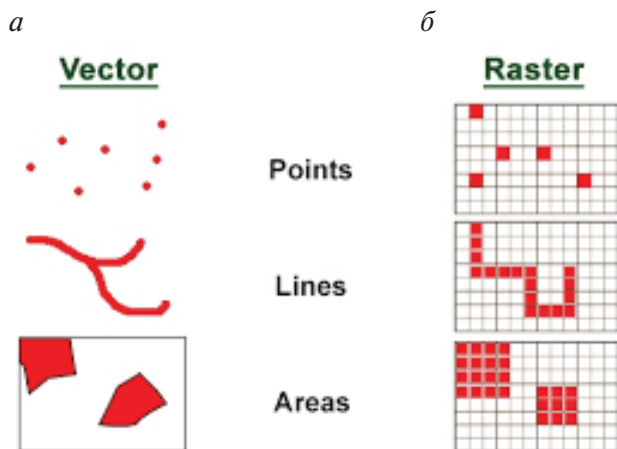 а б
Vector Raster
Points
Lines
Areas